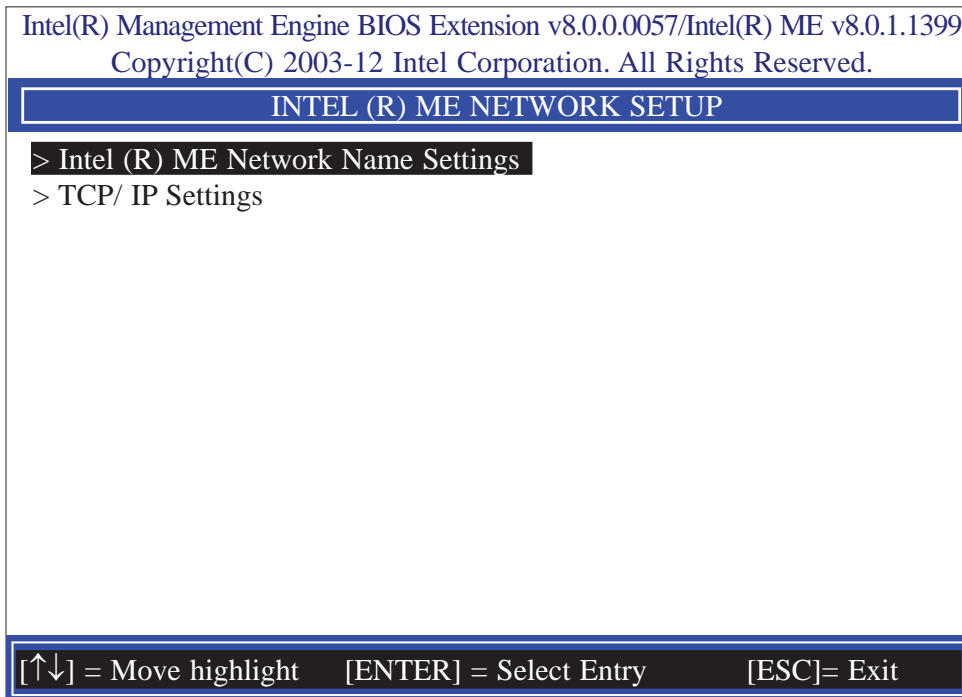 Intel(R) Management Engine BIOS Extension v8.0.0.0057/Intel(R) ME v8.0.1.1399
Copyright(C) 2003-12 Intel Corporation. All Rights Reserved.
INTEL (R) ME NETWORK SETUP
> Intel (R) ME Network Name Settings
> TCP/ IP Settings
[↑↓] = Move highlight [ENTER] = Select Entry [ESC]= Exit